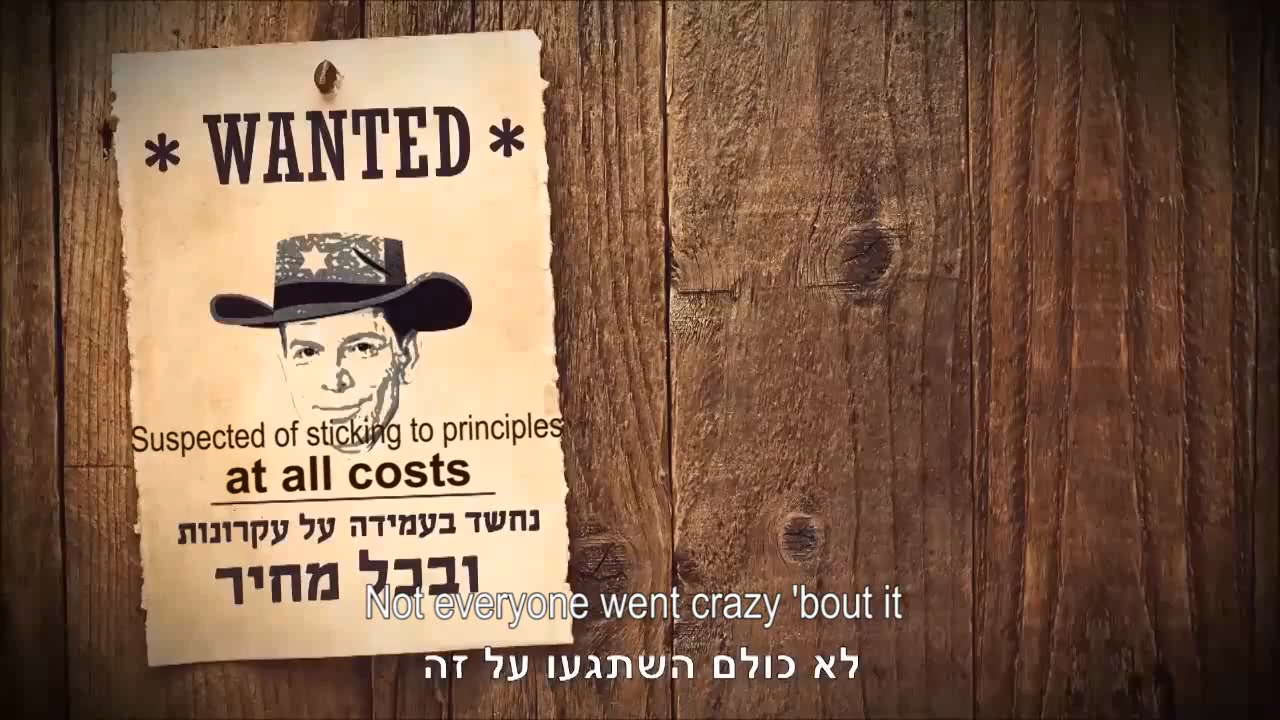 * WANTED *
Suspected of sticking to principles
at all costs
נחשד בעמידה על עקרונות
ובכל מחיר
Not everyone went crazy 'bout it
לא כולם השתגעו על זה